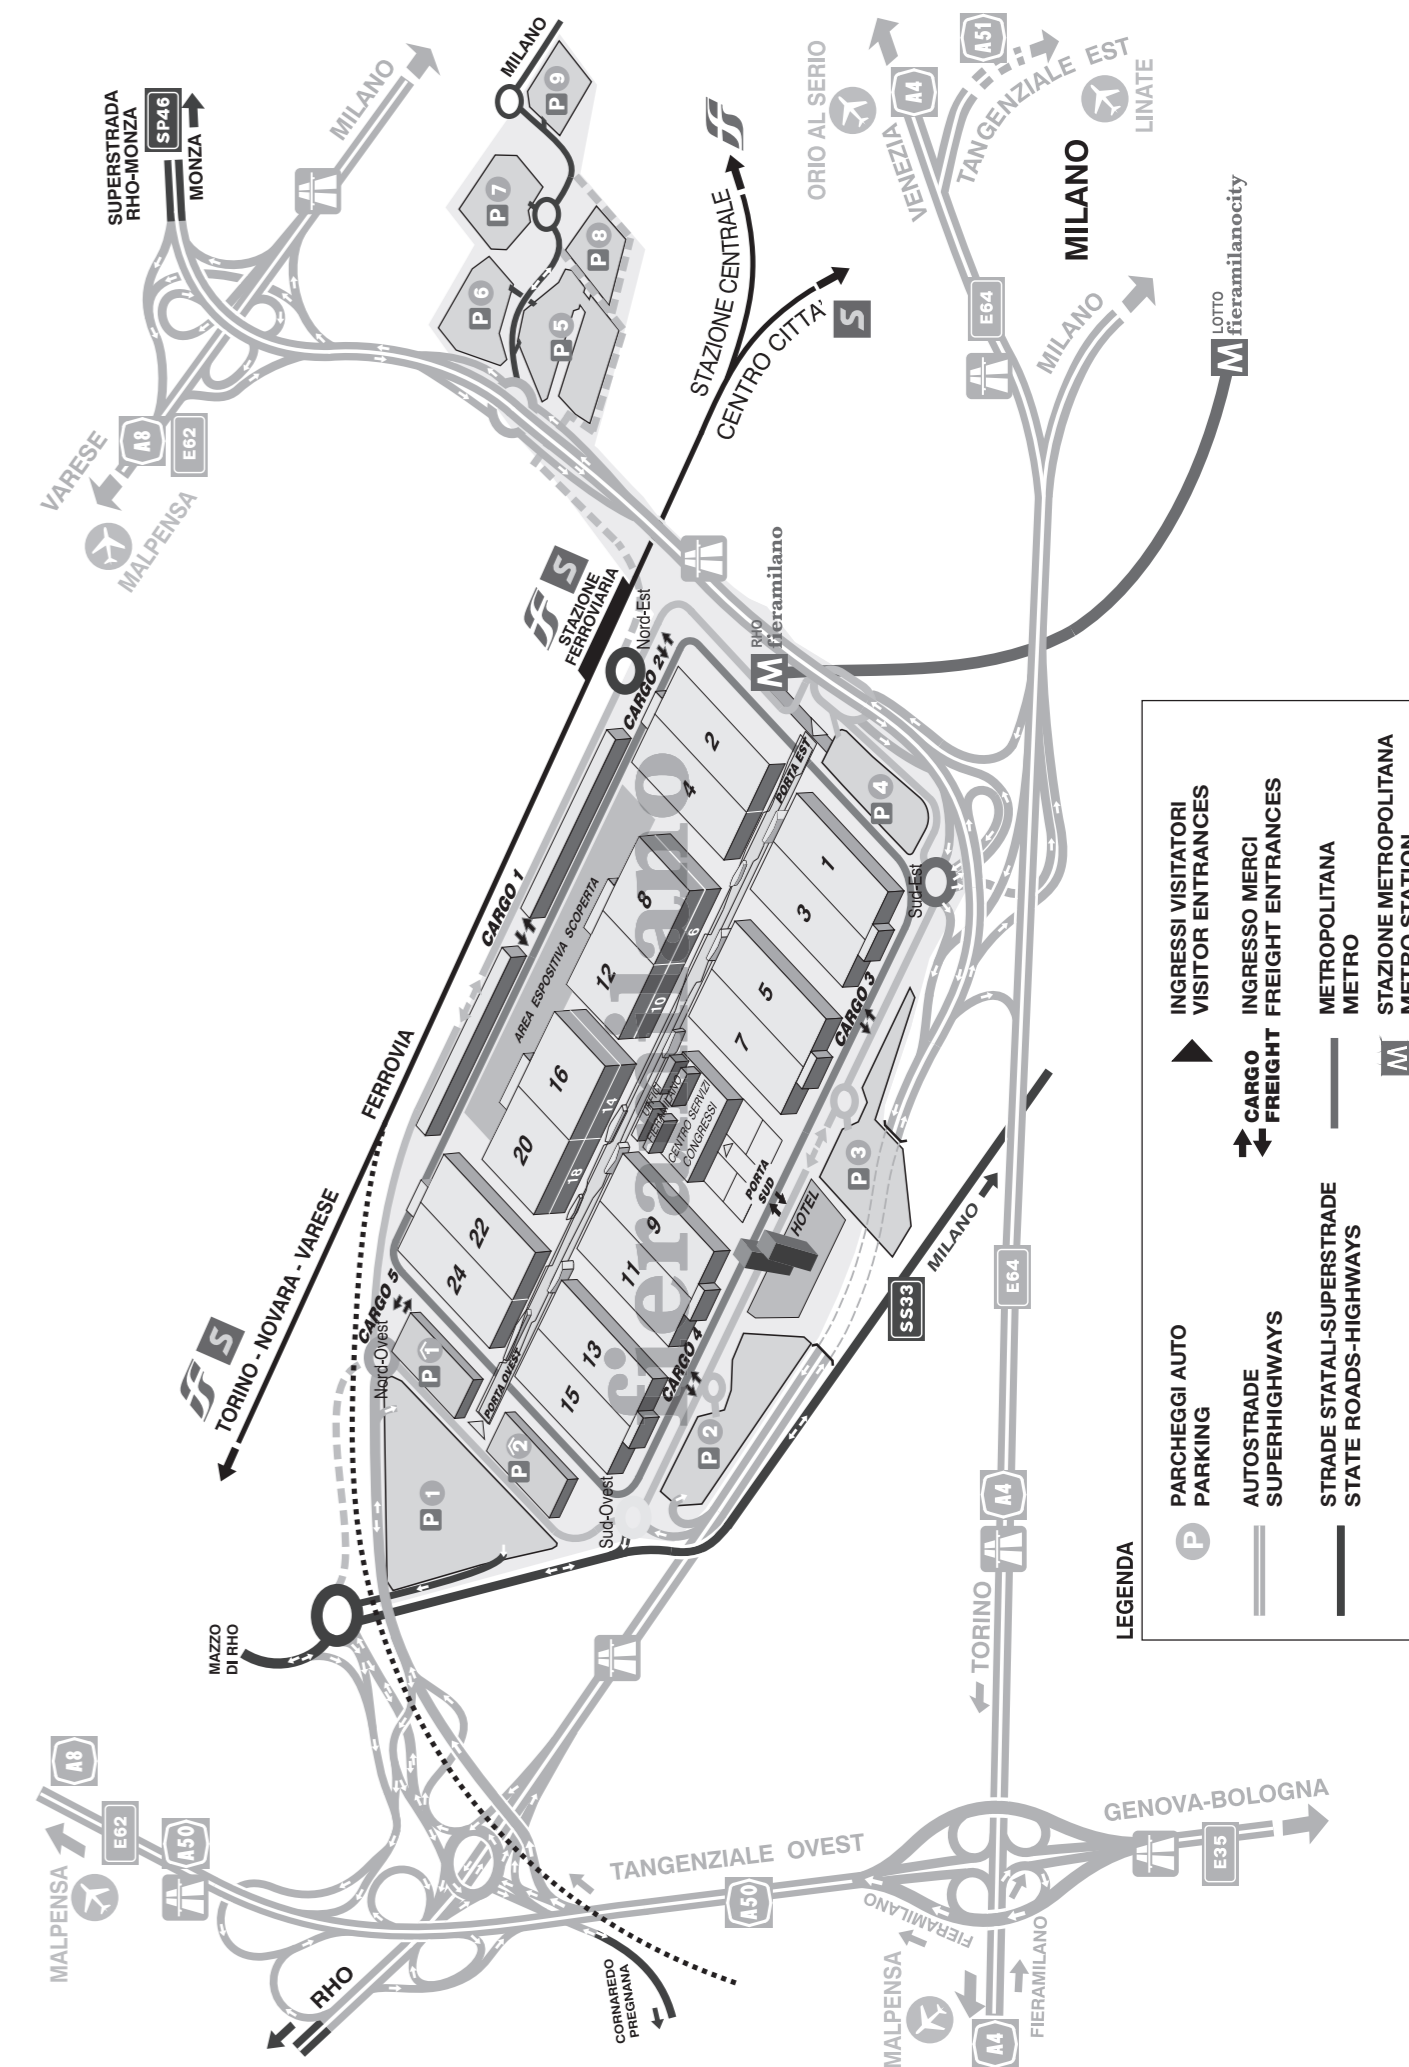 SUPERSTRADA
RHO-MONZA
SP46
MONZA
MILANO
VARESE
A8
E62
MALPENSA
MILANO
P 9
P 7
P 8
P 6
P 5
STAZIONE CENTRALE
CENTRO CITTA'
S
ORIO AL SERIO
A4
VENEZIA
A51
TANGENZIALE EST
LINATE
MILANO
E64
MILANO
M
LOTTO
fieramilanocity
S
STAZIONE
FERROVIARIA
Nord-Est
M
RHO
fieramilano
CARGO 2
CARGO 1
FERROVIA
TORINO - NOVARA - VARESE
S
AREA ESPOSITIVA SCOPERTA
fieramilano
2
4
8
6
12
10
16
14
20
18
22
24
1
3
5
7
9
11
13
15
PORTA EST
P 4
Sud-Est
CARGO 3
CENTRO SERVIZI
CONGRESSI
PORTA
SUD
HOTEL
P 3
CARGO 4
CARGO 5
Nord-Ovest
P 1
PORTA OVEST
P 2
P 1
P 2
Sud-Ovest
SS33
MILANO
E64
A4
TORINO
MAZZO
DI RHO
A8
E62
A50
MALPENSA
RHO
CORNAREDO
PREGNANA
TANGENZIALE OVEST
A50
FIERAMILANO
MALPENSA
A4
FIERAMILANO
GENOVA-BOLOGNA
E35
LEGENDA
P
PARCHEGGI AUTO
PARKING
AUTOSTRADE
SUPERHIGHWAYS
STRADE STATALI-SUPERSTRADE
STATE ROADS-HIGHWAYS
INGRESSI VISITATORI
VISITOR ENTRANCES
CARGO
FREIGHT
INGRESSO MERCI
FREIGHT ENTRANCES
METROPOLITANA
METRO
M
STAZIONE METROPOLITANA
METRO STATION